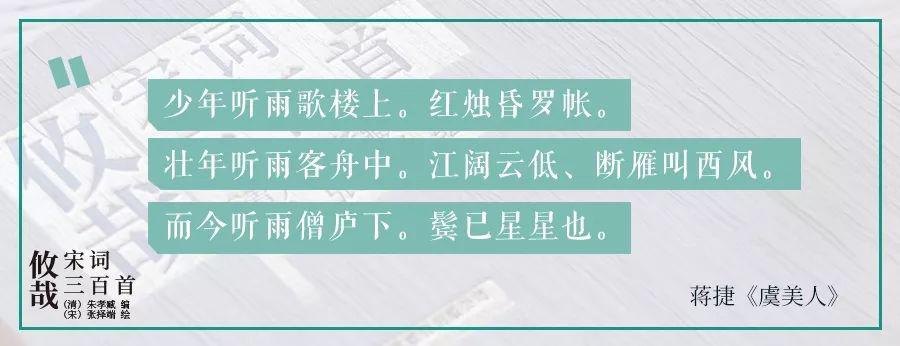 少年听雨歌楼上。红烛昏罗帐。
壮年听雨客舟中。江阔云低、断雁叫西风。
而今听雨僧庐下。鬓已星星也。
攸哉
宋词
三百首
(清) 朱孝臧 编
(宋) 张择端 绘
蒋捷《虞美人》